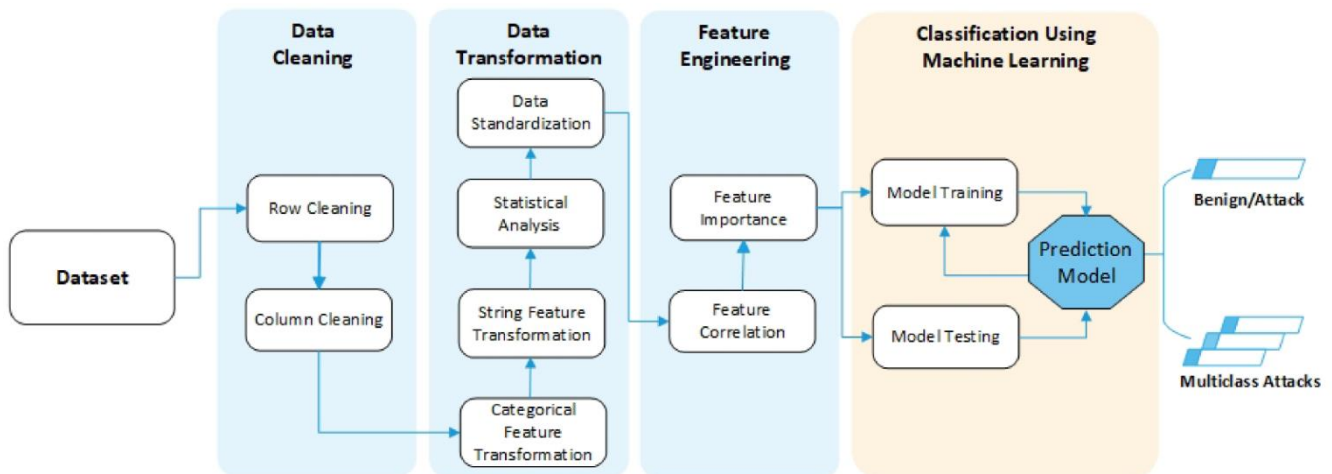 Data
Cleaning
Data
Transformation
Feature
Engineering
Classification Using
Machine Learning
Dataset
Row Cleaning
Column Cleaning
Data
Standardization
Statistical
Analysis
String Feature
Transformation
Categorical
Feature
Transformation
Feature
Importance
Feature
Correlation
Model Training
Model Testing
Prediction
Model
Benign/Attack
Multiclass Attacks